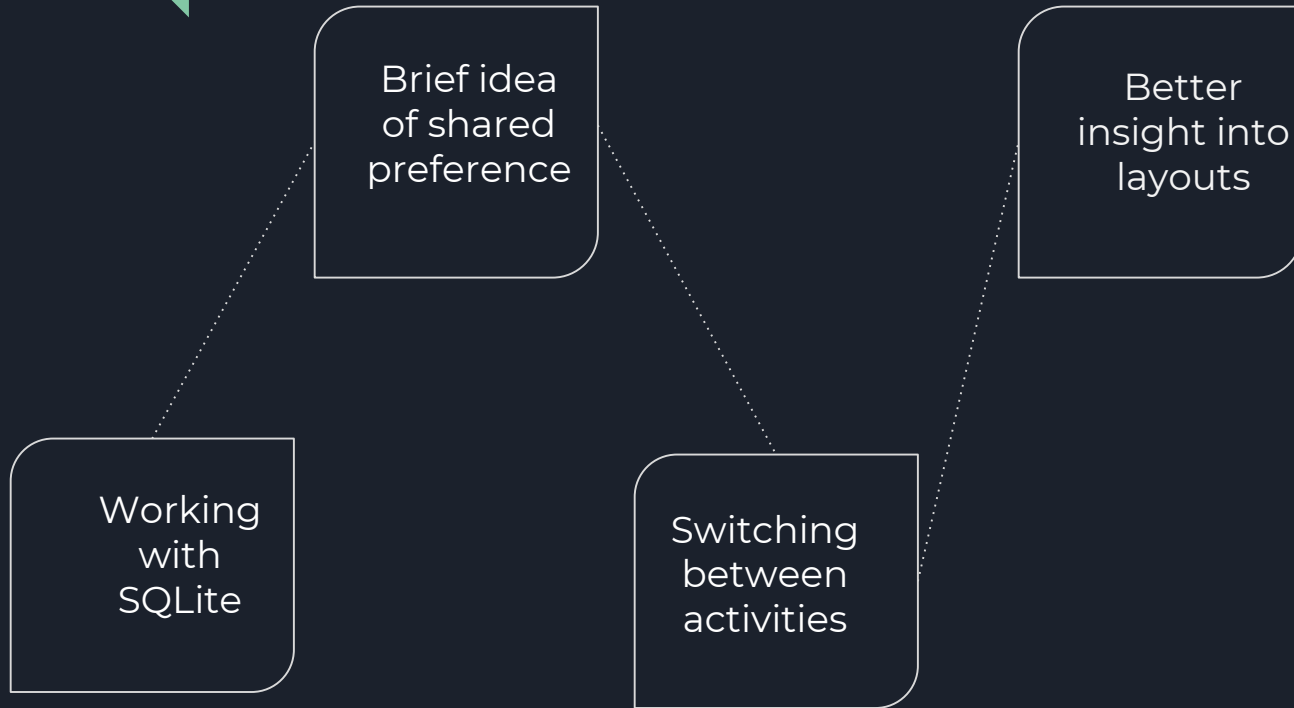 Brief idea
of shared
preference
Better
insight into
layouts
Working
with
SQLite
Switching
between
activities